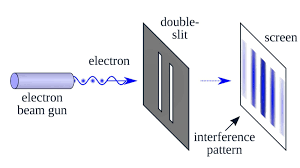 double-
slit
screen
electron
electron
beam gun
interference
pattern